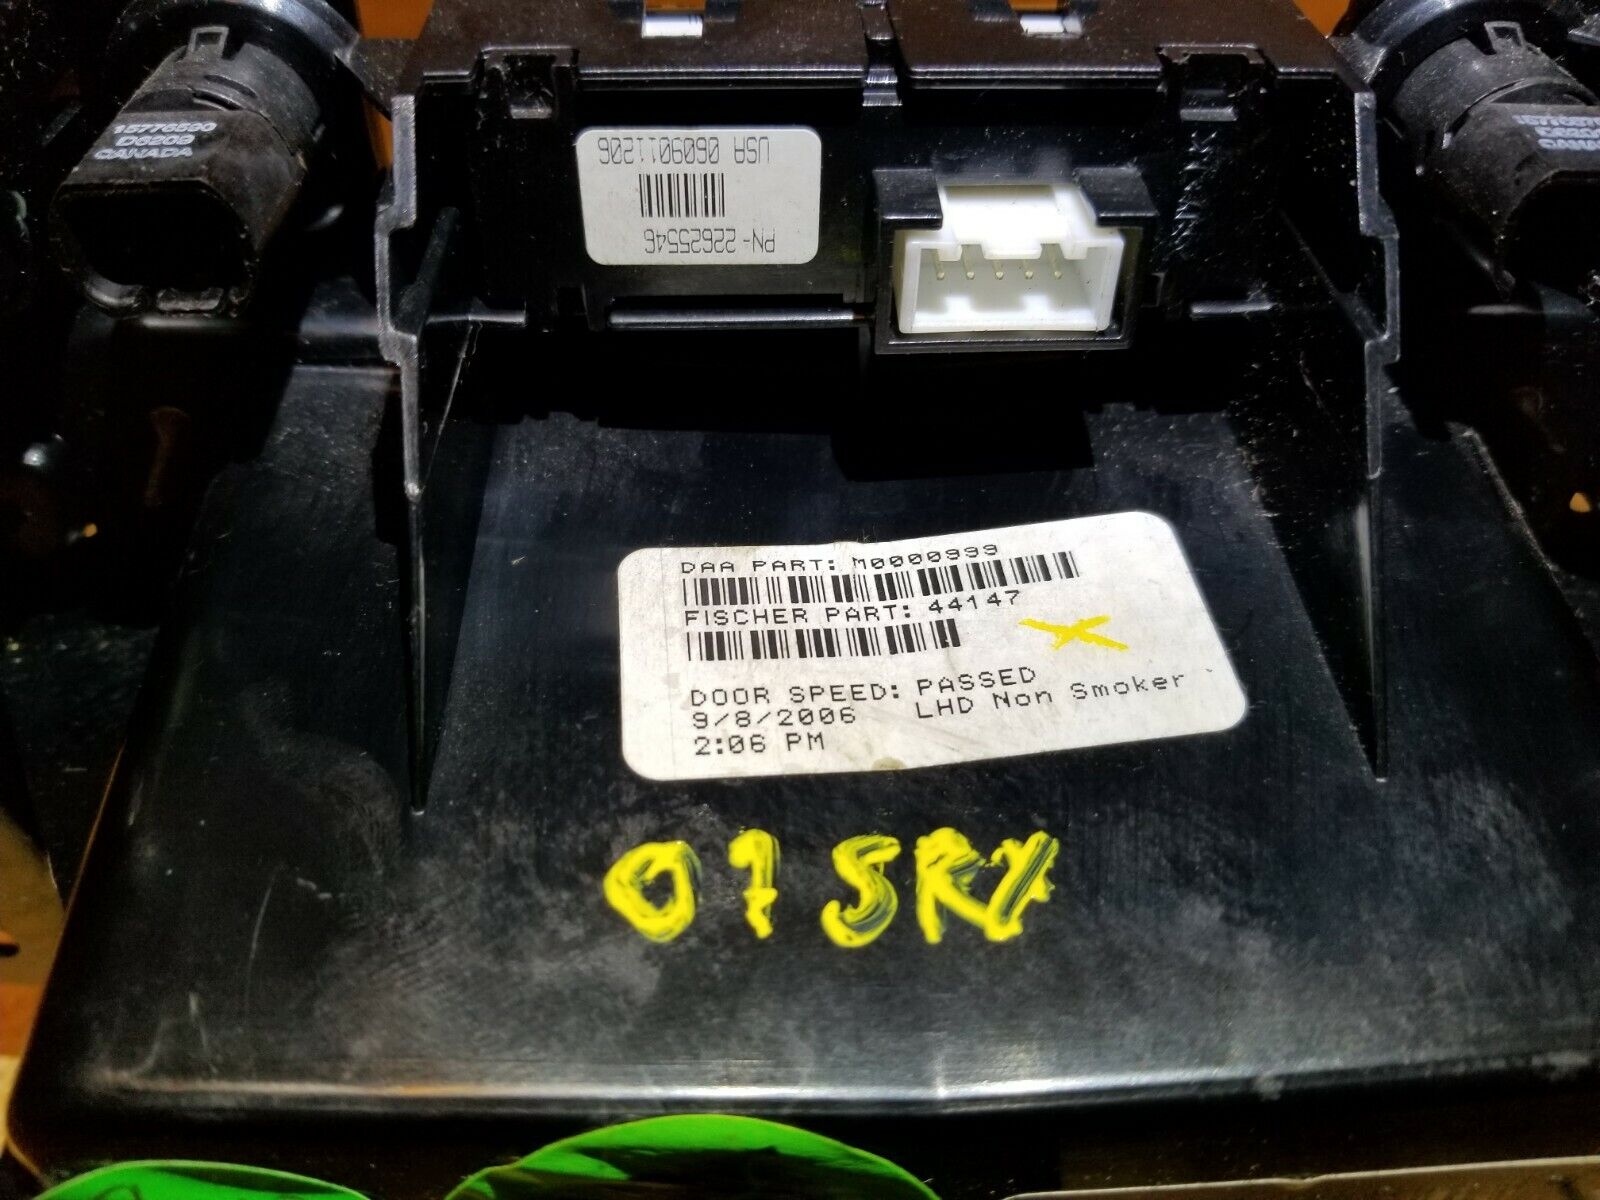 15776590
D6209
CANADA
USA 0609011206
PN-22625546
DAA PART: M0000999
FISCHER PART: 44147
DOOR SPEED: PASSED
9/8/2006 LHD Non Smoker
2:06 PM
07 SRX